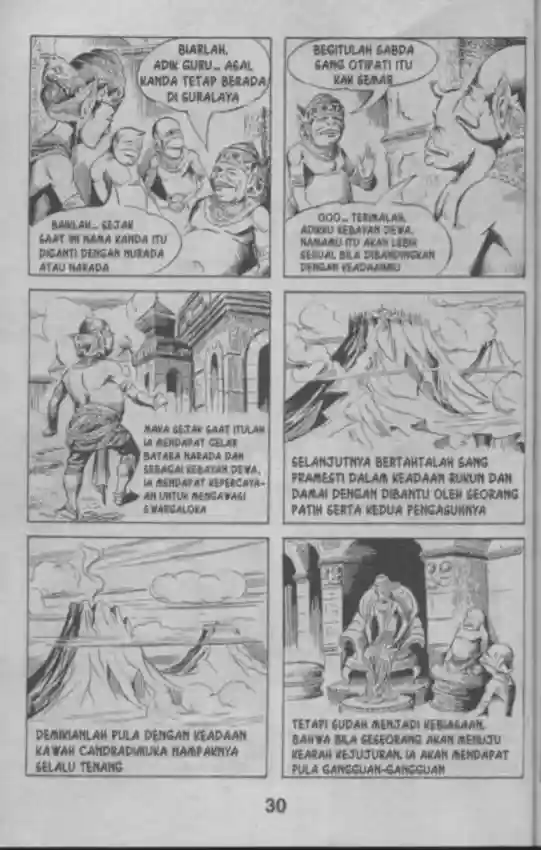 BIARLAH,
ADIK GURU... ASAL
KANDA TETAP BERADA
DI SURALAYA
BAIKLAH... SEJAK
SAAT INI NAMA KANDA ITU
DIGANTI DENGAN NURADA
ATAU NARADA
BEGITULAH SABDA
SANG OTIPATI ITU
KAK SEMAR
OOO... TERIMALAH,
ADIKKU KEBAYAN DEWA.
NAMAMU ITU AKAN LEBIH
SESUAI BILA DIBANDINGKAN
DENGAN KEADAANMU
MAKA SEJAK SAAT ITULAH
IA MENDAPAT GELAR
BATARA NARADA DAN
SEBAGAI KEBAYAN DEWA.
IA MENDAPAT KEPERCAYA-
AN UNTUK MENGAWASI
SWARGALOKA
SELANJUTNYA BERTAHTALAH SANG
PRAMESTI DALAM KEADAAN RUKUN DAN
DAMAI DENGAN DIBANTU OLEH SEORANG
PATIH SERTA KEDUA PENGASUHNYA
DEMIKIANLAH PULA DENGAN KEADAAN
KAWAH CANDRADIMUKA NAMPAKNYA
SELALU TENANG
TETAPI SUDAH MENJADI KEBIASAAN,
BAHWA BILA SESEORANG AKAN MENUJU
KEARAH KEJUJURAN, IA AKAN MENDAPAT
PULA GANGGUAN-GANGGUAN
30